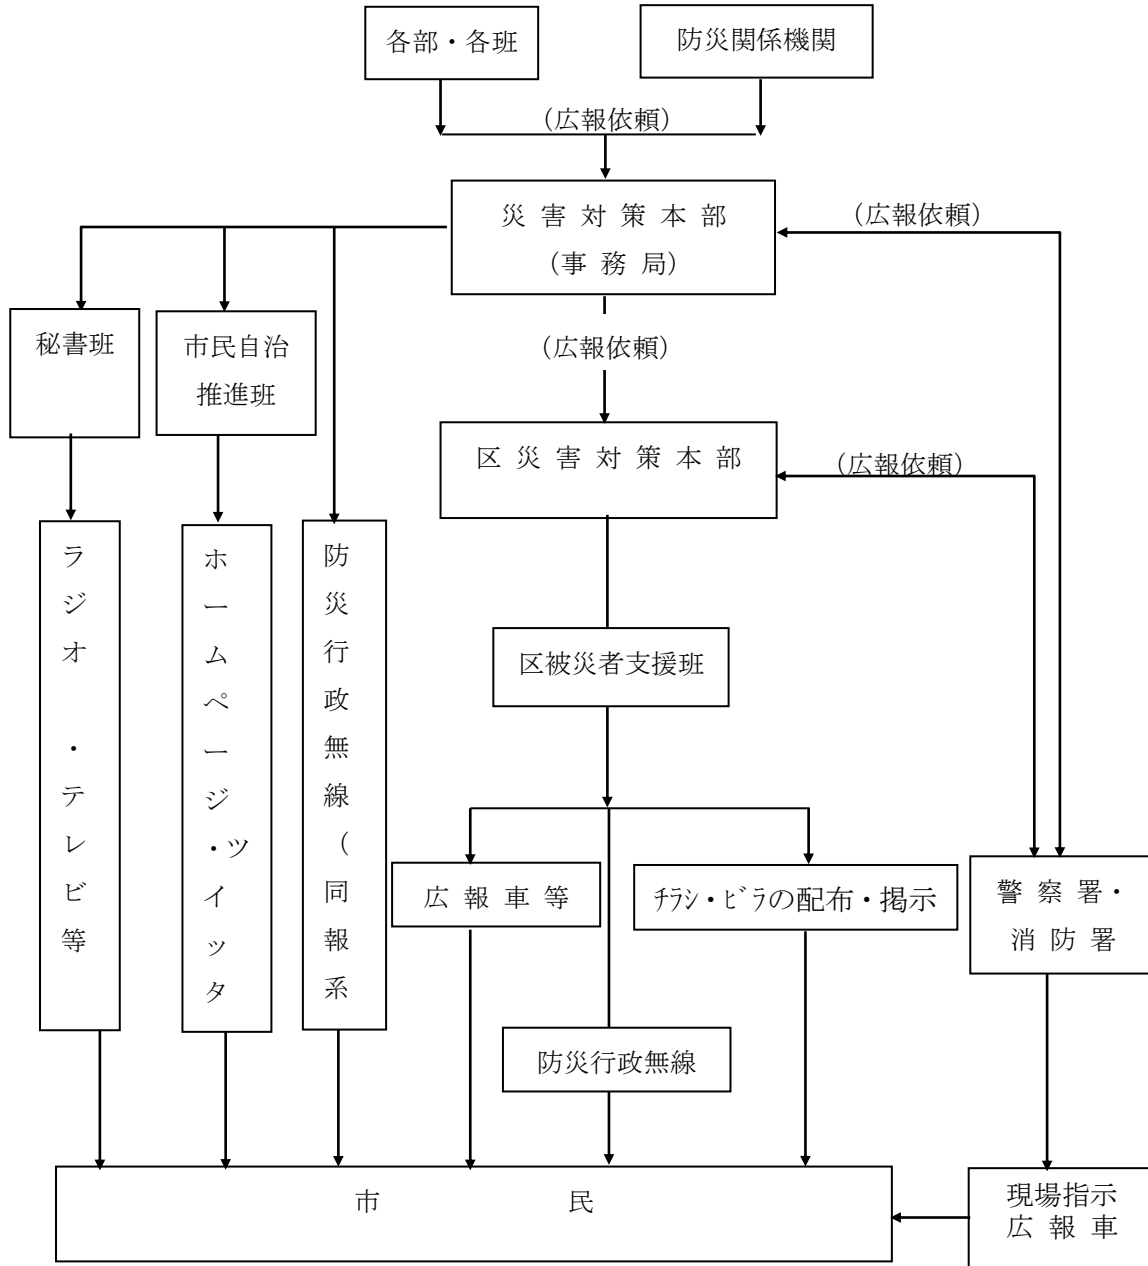 各部・各班
防災関係機関
(広報依頼)
災害対策本部
(事務局)
(広報依頼)
秘書班
市民自治
推進班
(広報依頼)
区災害対策本部
(広報依頼)
ラジオ・テレビ等
ホームページ・ツイッタ
防災行政無線(同報系
区被災者支援班
広報車等
チラシ・ビラの配布・掲示
警察署・
消防署
防災行政無線
市民
現場指示
広報車